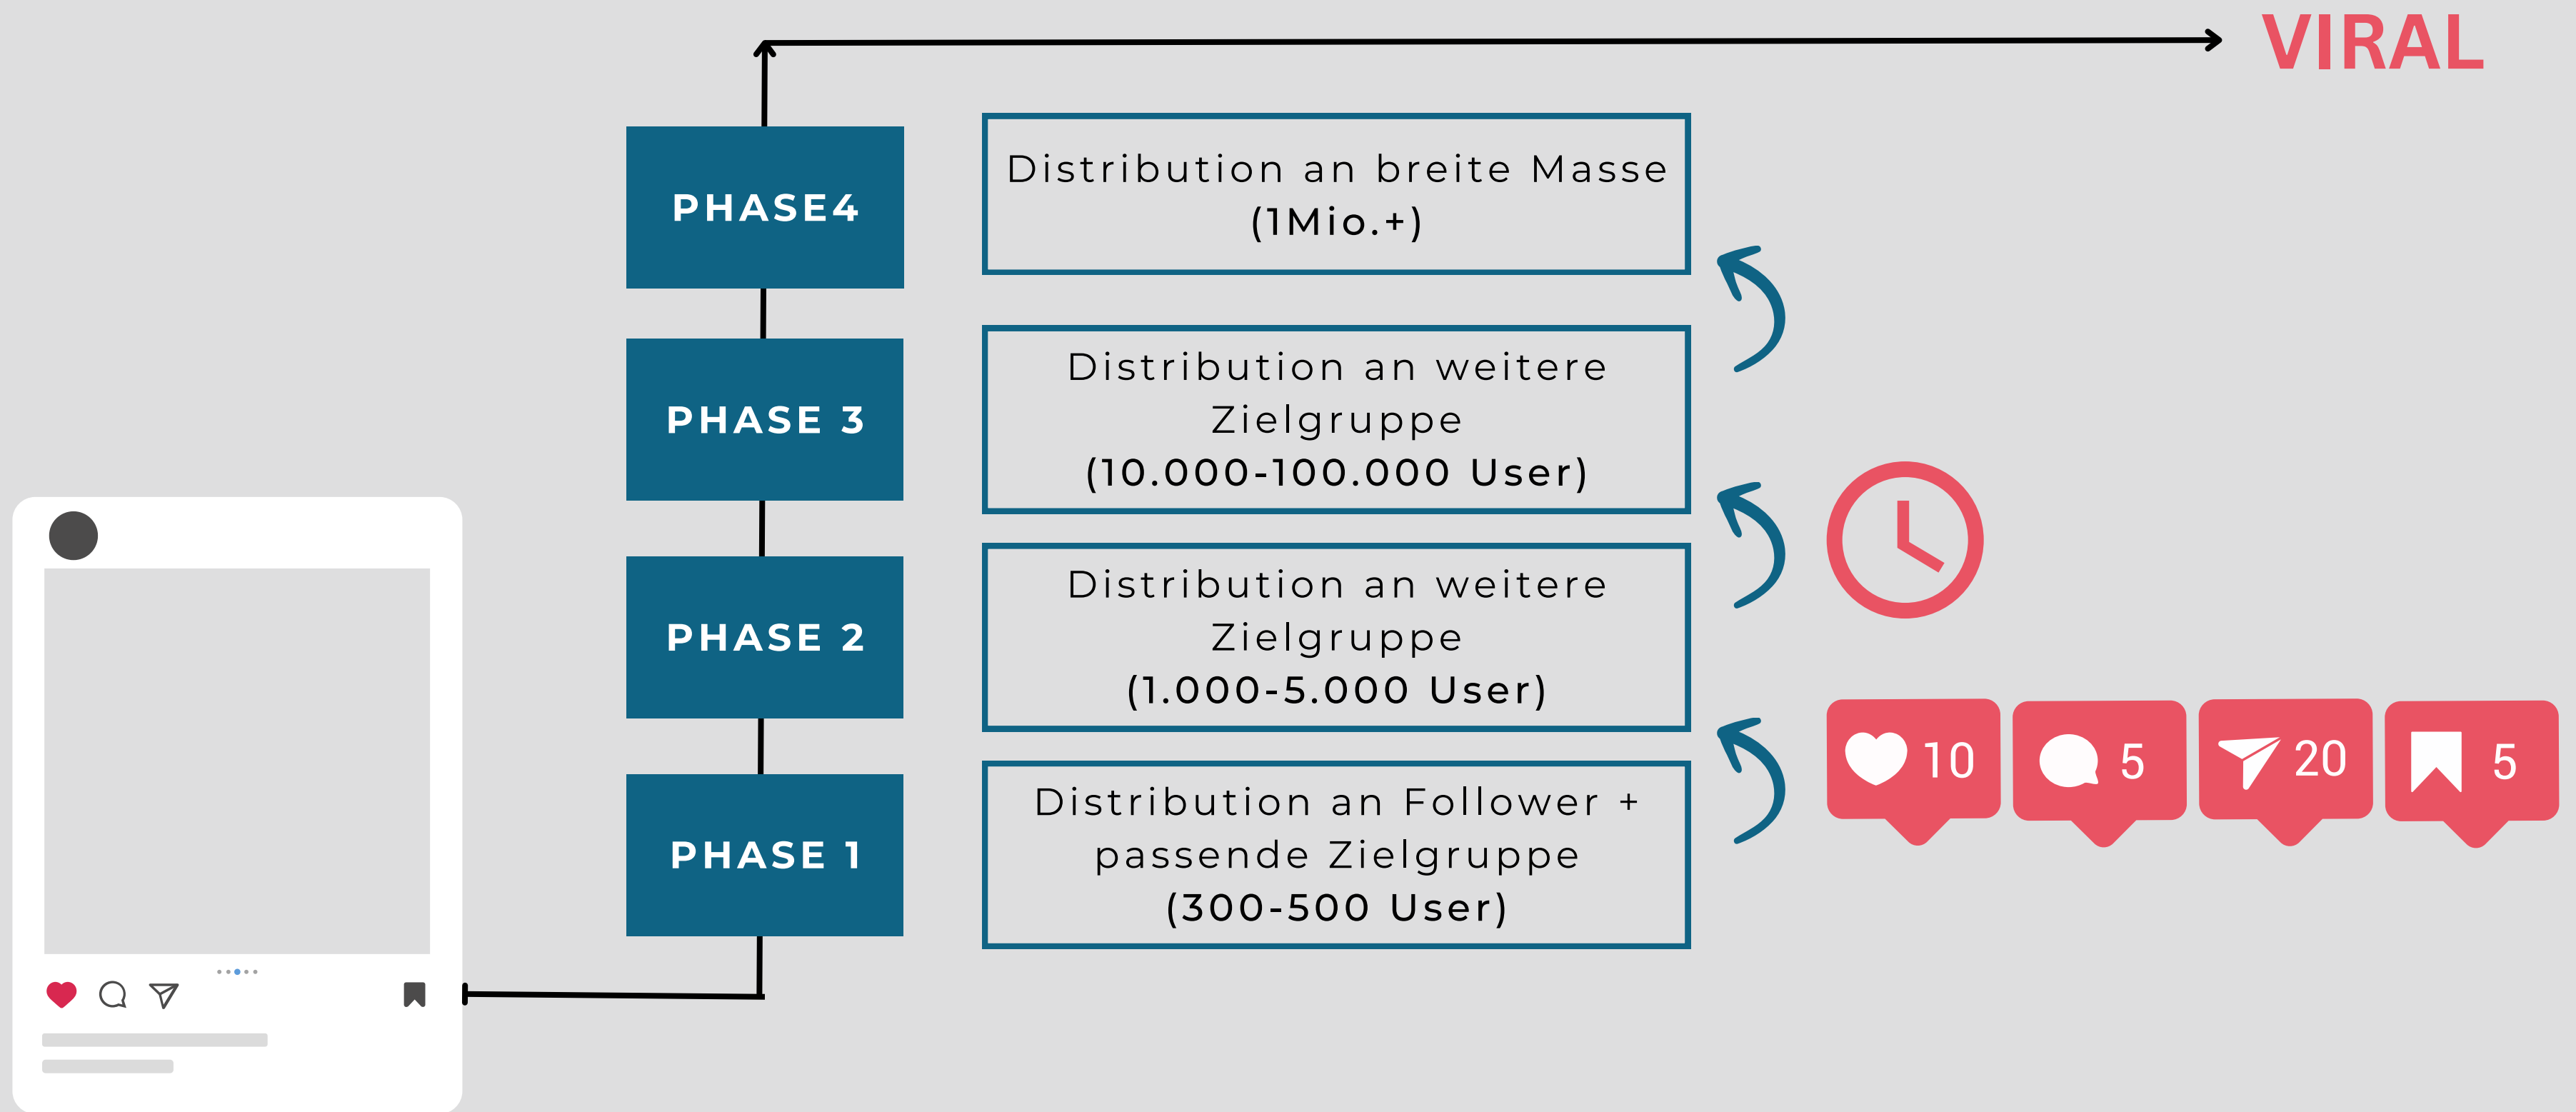 VIRAL
PHASE4
Distribution an breite Masse
(1Mio.+)
PHASE 3
Distribution an weitere
Zielgruppe
(10.000-100.000 User)
PHASE 2
Distribution an weitere
Zielgruppe
(1.000-5.000 User)
10
5
20
5
PHASE 1
Distribution an Follower +
passende Zielgruppe
(300-500 User)